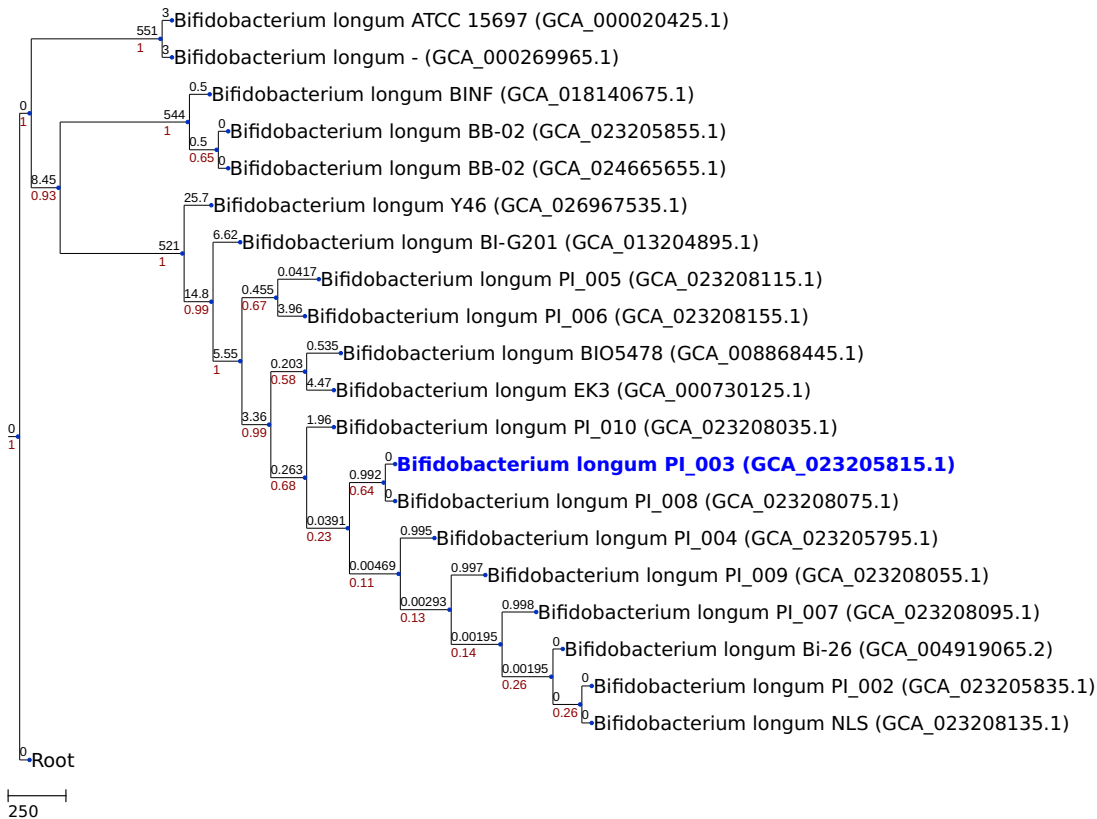 3
Bifidobacterium longum ATCC 15697 (GCA_000020425.1)
551
1
3
Bifidobacterium longum - (GCA_000269965.1)
0.5
Bifidobacterium longum BINF (GCA_018140675.1)
0
1
544
1
0
Bifidobacterium longum BB-02 (GCA_023205855.1)
0.5
0.65
0
Bifidobacterium longum BB-02 (GCA_024665655.1)
8.45
0.93
25.7
Bifidobacterium longum Y46 (GCA_026967535.1)
521
1
6.62
Bifidobacterium longum BI-G201 (GCA_013204895.1)
14.8
0.99
0.0417
Bifidobacterium longum PI_005 (GCA_023208115.1)
0.455
0.67
3.96
Bifidobacterium longum PI_006 (GCA_023208155.1)
5.55
1
0.535
Bifidobacterium longum BIO5478 (GCA_008868445.1)
0.203
0.58
4.47
Bifidobacterium longum EK3 (GCA_000730125.1)
3.36
0.99
1.96
Bifidobacterium longum PI_010 (GCA_023208035.1)
0
1
0.263
0.68
0
Bifidobacterium longum PI_003 (GCA_023205815.1)
0.992
0.64
0
Bifidobacterium longum PI_008 (GCA_023208075.1)
0.0391
0.23
0.995
Bifidobacterium longum PI_004 (GCA_023205795.1)
0.00469
0.11
0.997
Bifidobacterium longum PI_009 (GCA_023208055.1)
0.00293
0.13
0.998
Bifidobacterium longum PI_007 (GCA_023208095.1)
0.00195
0.14
0
Bifidobacterium longum Bi-26 (GCA_004919065.2)
0.00195
0.26
0
Bifidobacterium longum PI_002 (GCA_023205835.1)
0
0.26
0
Bifidobacterium longum NLS (GCA_023208135.1)
0
Root
250